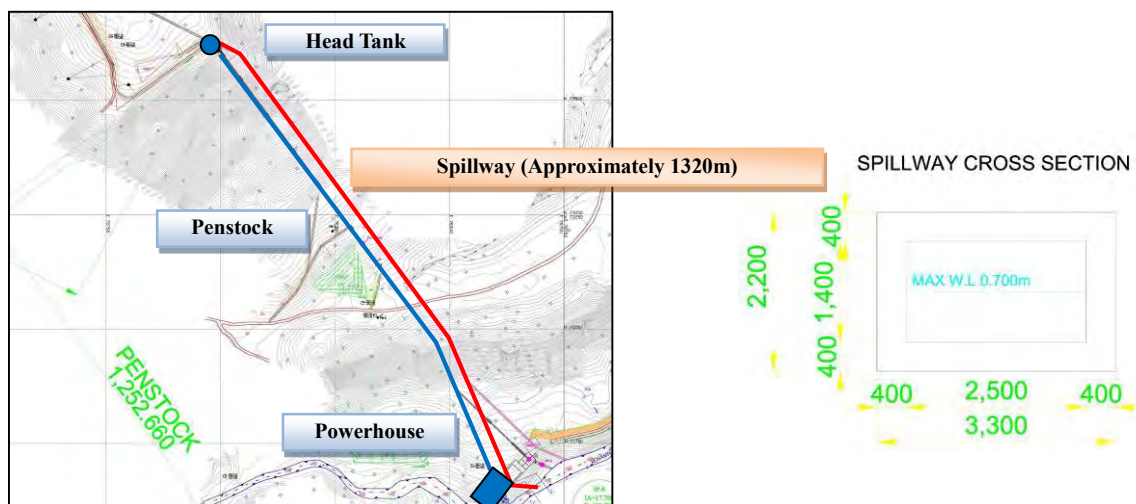 Head Tank
Spillway (Approximately 1320m)
Penstock
PENSTOCK
1,252.660
Powerhouse
SPILLWAY CROSS SECTION
400
2,200
1,400
MAX W.L 0.700m
400
400
2,500
400
3,300